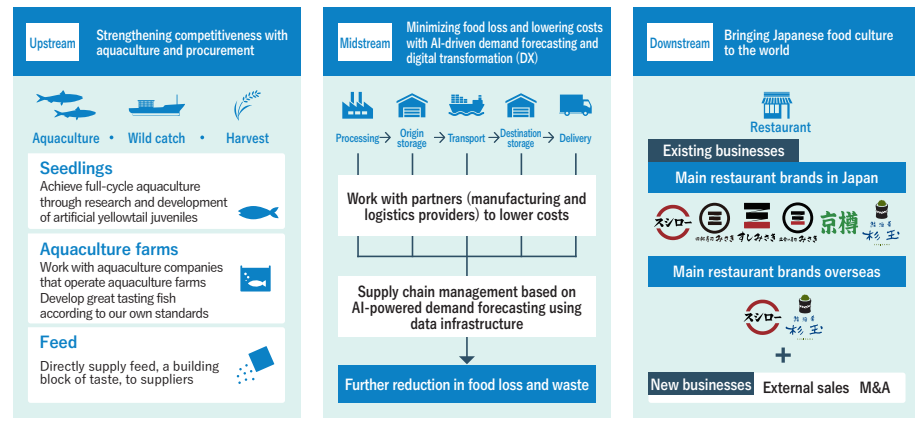 Upstream
Strengthening competitiveness with
aquaculture and procurement
Aquaculture • Wild catch • Harvest
Seedlings
Achieve full-cycle aquaculture
through research and development
of artificial yellowtail juveniles
Aquaculture farms
Work with aquaculture companies
that operate aquaculture farms
Develop great tasting fish
according to our own standards
Feed
Directly supply feed, a building
block of taste, to suppliers
Midstream
Minimizing food loss and lowering costs
with AI-driven demand forecasting and
digital transformation (DX)
Processing
Origin
storage
Transport
Destination
storage
Delivery
Work with partners (manufacturing and
logistics providers) to lower costs
Supply chain management based on
AI-powered demand forecasting using
data infrastructure
Further reduction in food loss and waste
Downstream
Bringing Japanese food culture
to the world
Restaurant
Existing businesses
Main restaurant brands in Japan
スシロー
みさき
すしみさき
みさき
京樽
鮨酒肴
杉玉
Main restaurant brands overseas
スシロー
鮨酒肴
杉玉
+
New businesses
External sales M&A